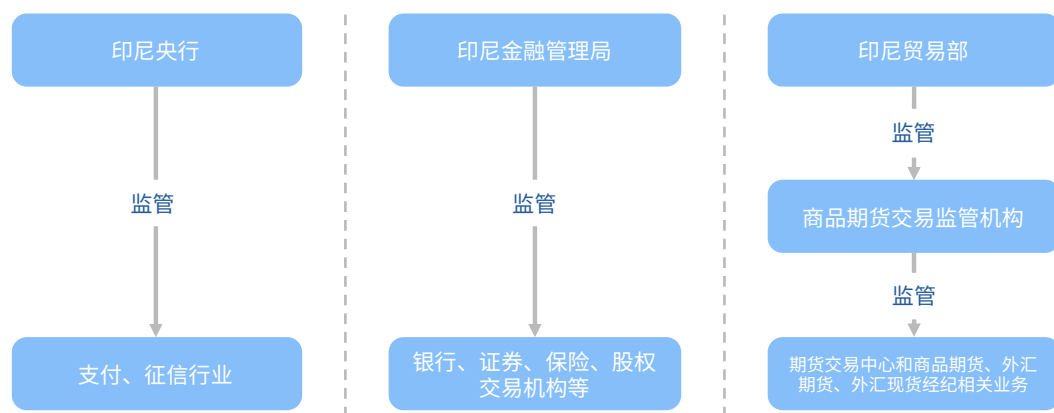 印尼央行
监管
支付、征信行业
印尼金融管理局
监管
银行、证券、保险、股权
交易机构等
印尼贸易部
监管
商品期货交易监管机构
监管
期货交易中心和商品期货、外汇
期货、外汇现货经纪相关业务